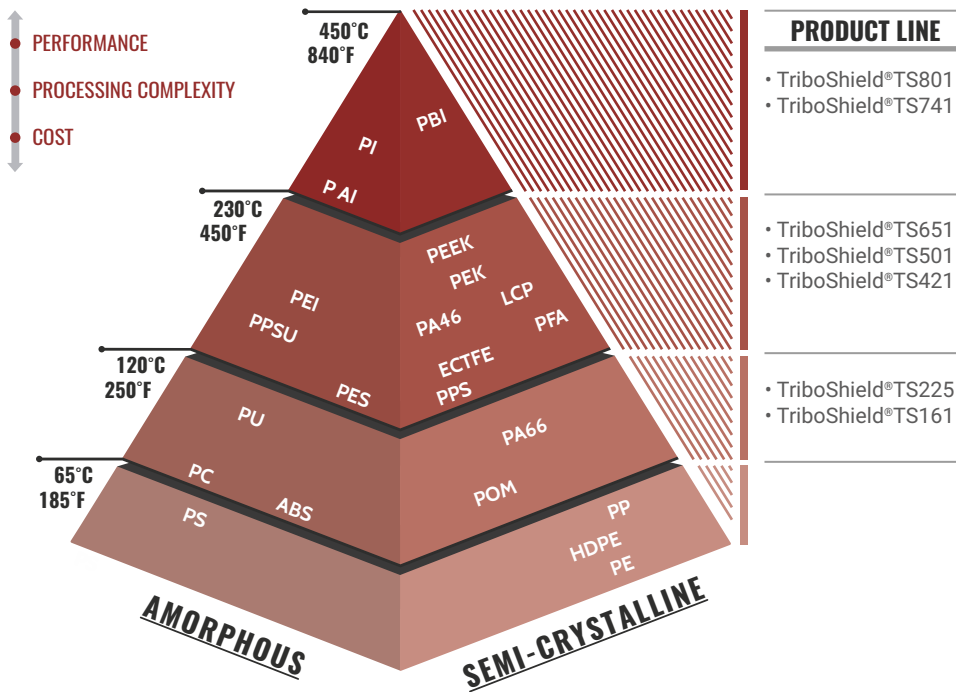 PERFORMANCE
PROCESSING COMPLEXITY
COST
450°C
840°F
230°C
450°F
120°C
250°F
65°C
185°F
PI
PBI
P AI
PEEK
PEK
LCP
PEI
PA46
PFA
PPSU
ECTFE
PES
PPS
PU
PA66
PC
POM
ABS
PS
PP
HDPE
PE
AMORPHOUS
SEMI-CRYSTALLINE
PRODUCT LINE
• TriboShield®TS801
• TriboShield®TS741
• TriboShield®TS651
• TriboShield®TS501
• TriboShield®TS421
• TriboShield®TS225
• TriboShield®TS161